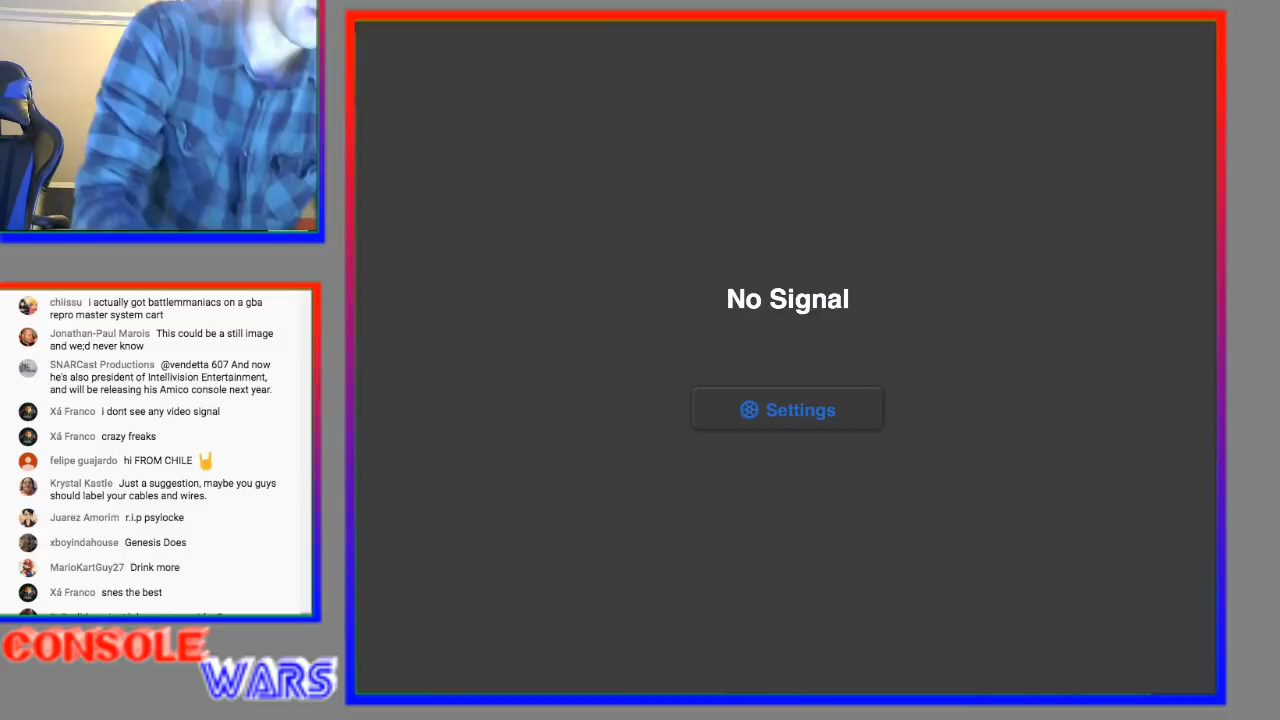 chiissu i actually got battlemmaniacs on a gba
repro master system cart
Jonathan-Paul Marois This could be a still image
and we;d never know
SNARCast Productions @vendetta 607 And now
he's also president of Intellivision Entertainment,
and will be releasing his Amico console next year.
Xá Franco i dont see any video signal
Xá Franco crazy freaks
felipe guajardo hi FROM CHILE
Krystal Kastle Just a suggestion, maybe you guys
should label your cables and wires.
Juarez Amorim r.i.p psylocke
xboyindahouse Genesis Does
MarioKartGuy27 Drink more
Xá Franco snes the best
CONSOLE
WARS
No Signal
Settings